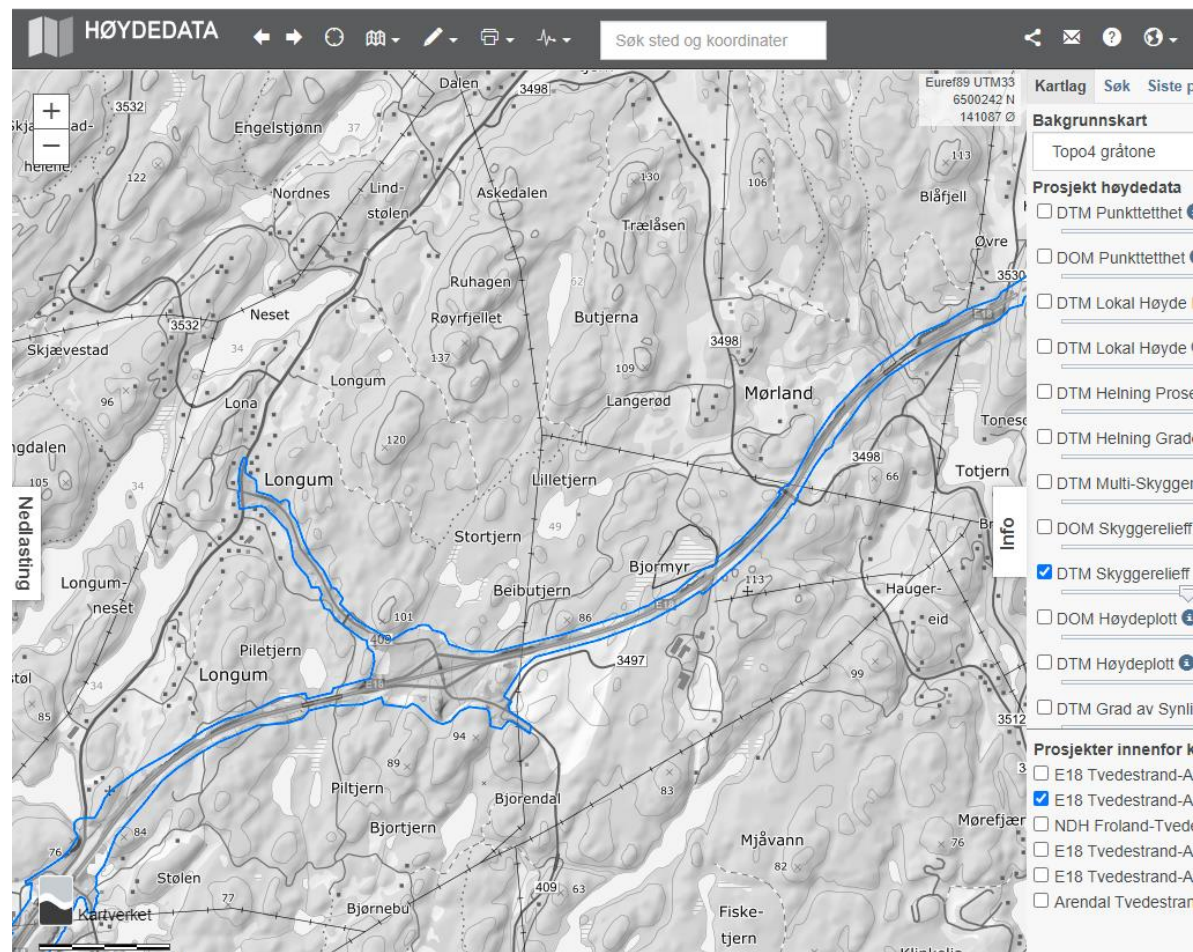 HØYDEDATA
Søk sted og koordinater
Euref89 UTM33
6500242 N
141087 Ø
Kartlag Søk Siste p
Bakgrunnskart
Topo4 gråtone
Prosjekt høydedata
DTM Punkttetthet
DOM Punkttetthet
DTM Lokal Høyde
DTM Lokal Høyde
DTM Helning Prose
DTM Helning Grade
DTM Multi-Skygger
DOM Skyggerelieff
DTM Skyggerelieff
DOM Høydeplott
DTM Høydeplott
DTM Grad av Synli
Prosjekter innenfor k
E18 Tvedestrand-A
E18 Tvedestrand-A
NDH Froland-Tvede
E18 Tvedestrand-A
E18 Tvedestrand-A
Arendal Tvedestran
Nedlasting
Info
+
−
Dalen
3498
3532
Engelstjønn
37
helene
122
Nordnes
Lind-
stølen
Askedalen
130
Trælåsen
106
113
Blåfjell
Øvre
3530
E18
Ruhagen
62
Neset
Røyrfjellet
Butjerna
3532
34
Skjævestad
137
109
3498
Longum
Langerød
Mørland
96
Lona
120
ngdalen
105
34
Longum
Lilletjern
3498
66
Totjern
49
Stortjern
Bjormyr
113
Longum-
neset
Beibutjern
E18
Hauger-
eid
101
86
409
Piletjern
3497
Longum
E18
34
99
85
94
3512
89
Piltjern
83
Bjorendal
Bjortjern
84
76
Mjåvann
76
82
Stølen
77
Bjørnebu
409
63
Fiske-
tjern
Kartverket